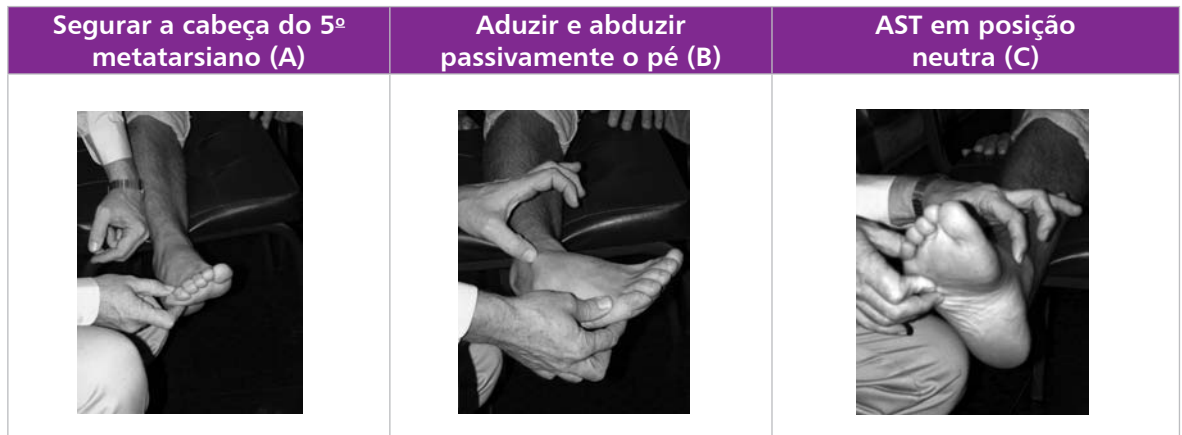 Segurar a cabeça do 5º
metatarsiano (A)
Aduzir e abduzir
passivamente o pé (B)
AST em posição
neutra (C)